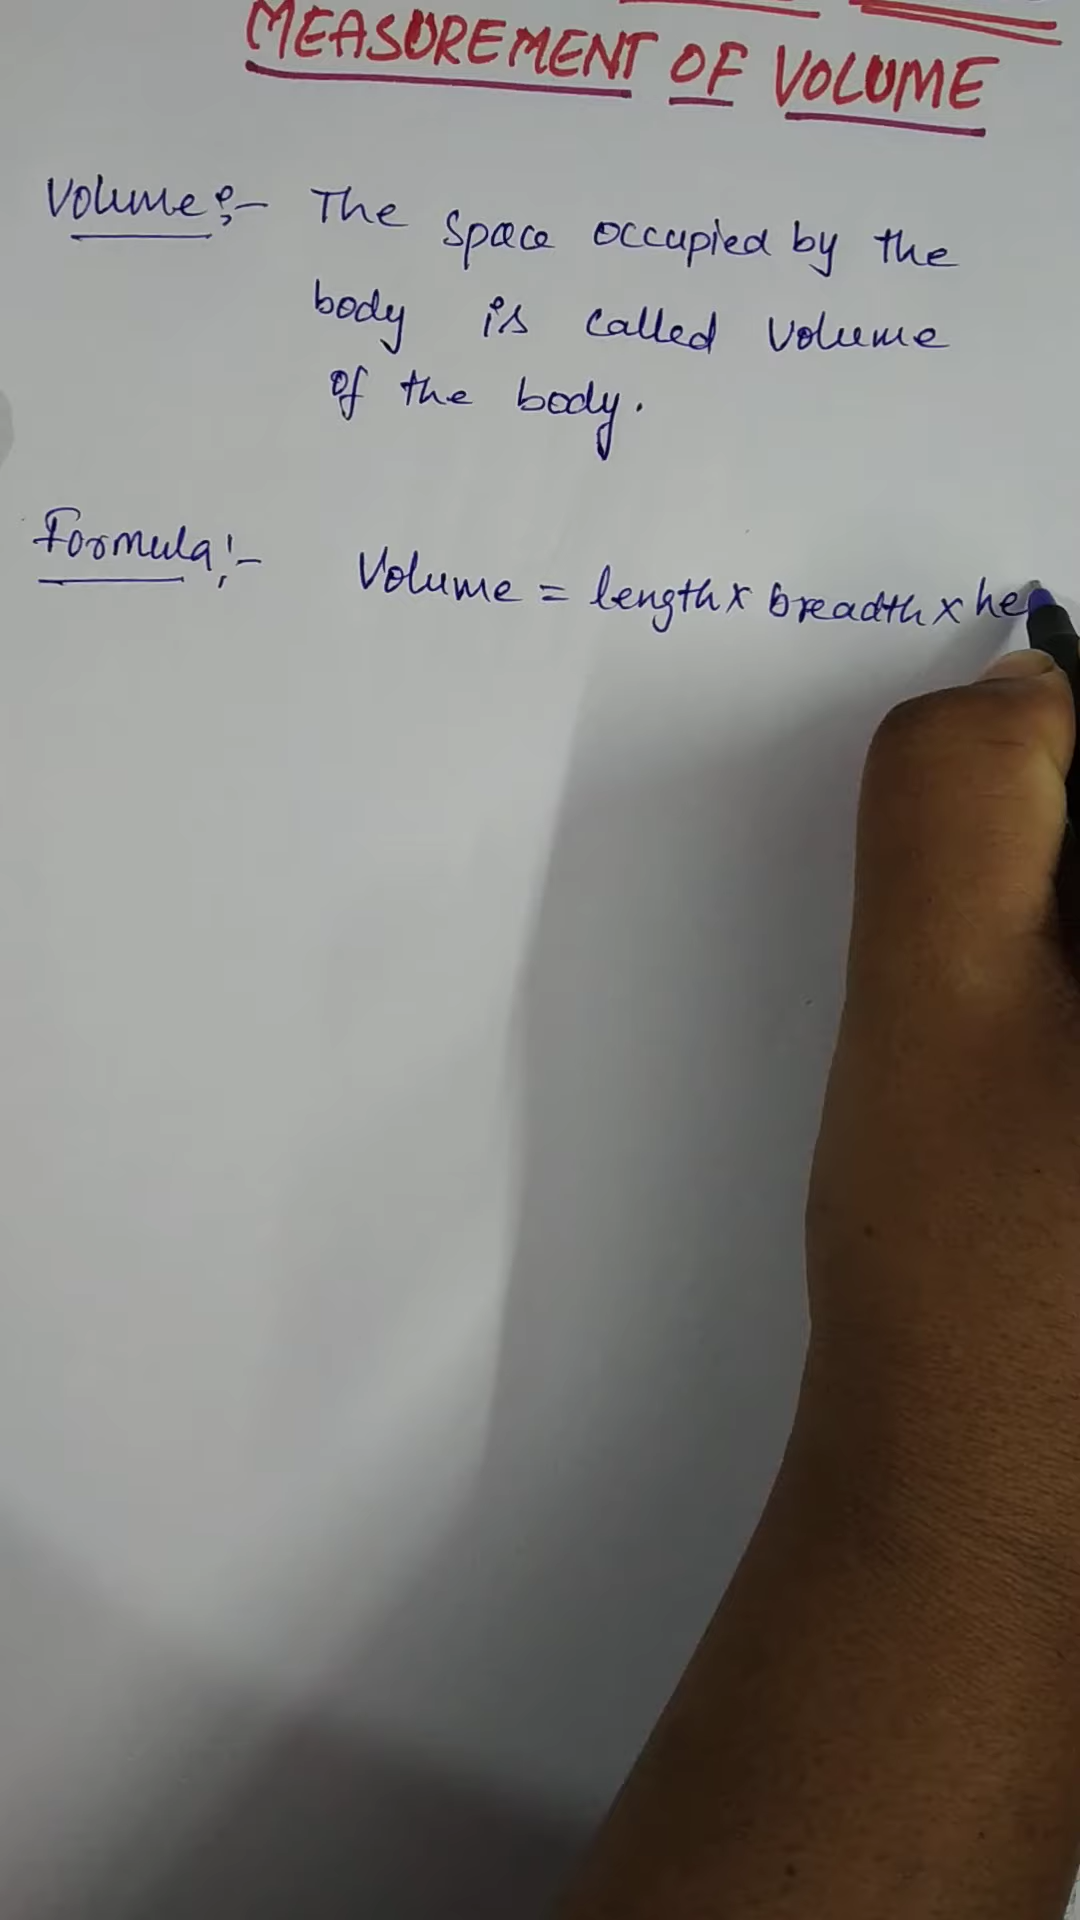 MEASUREMENT OF VOLUME
Volume:- The space occupied by the
body is called volume
of the body.
Formula:- Volume = length x breadth x he